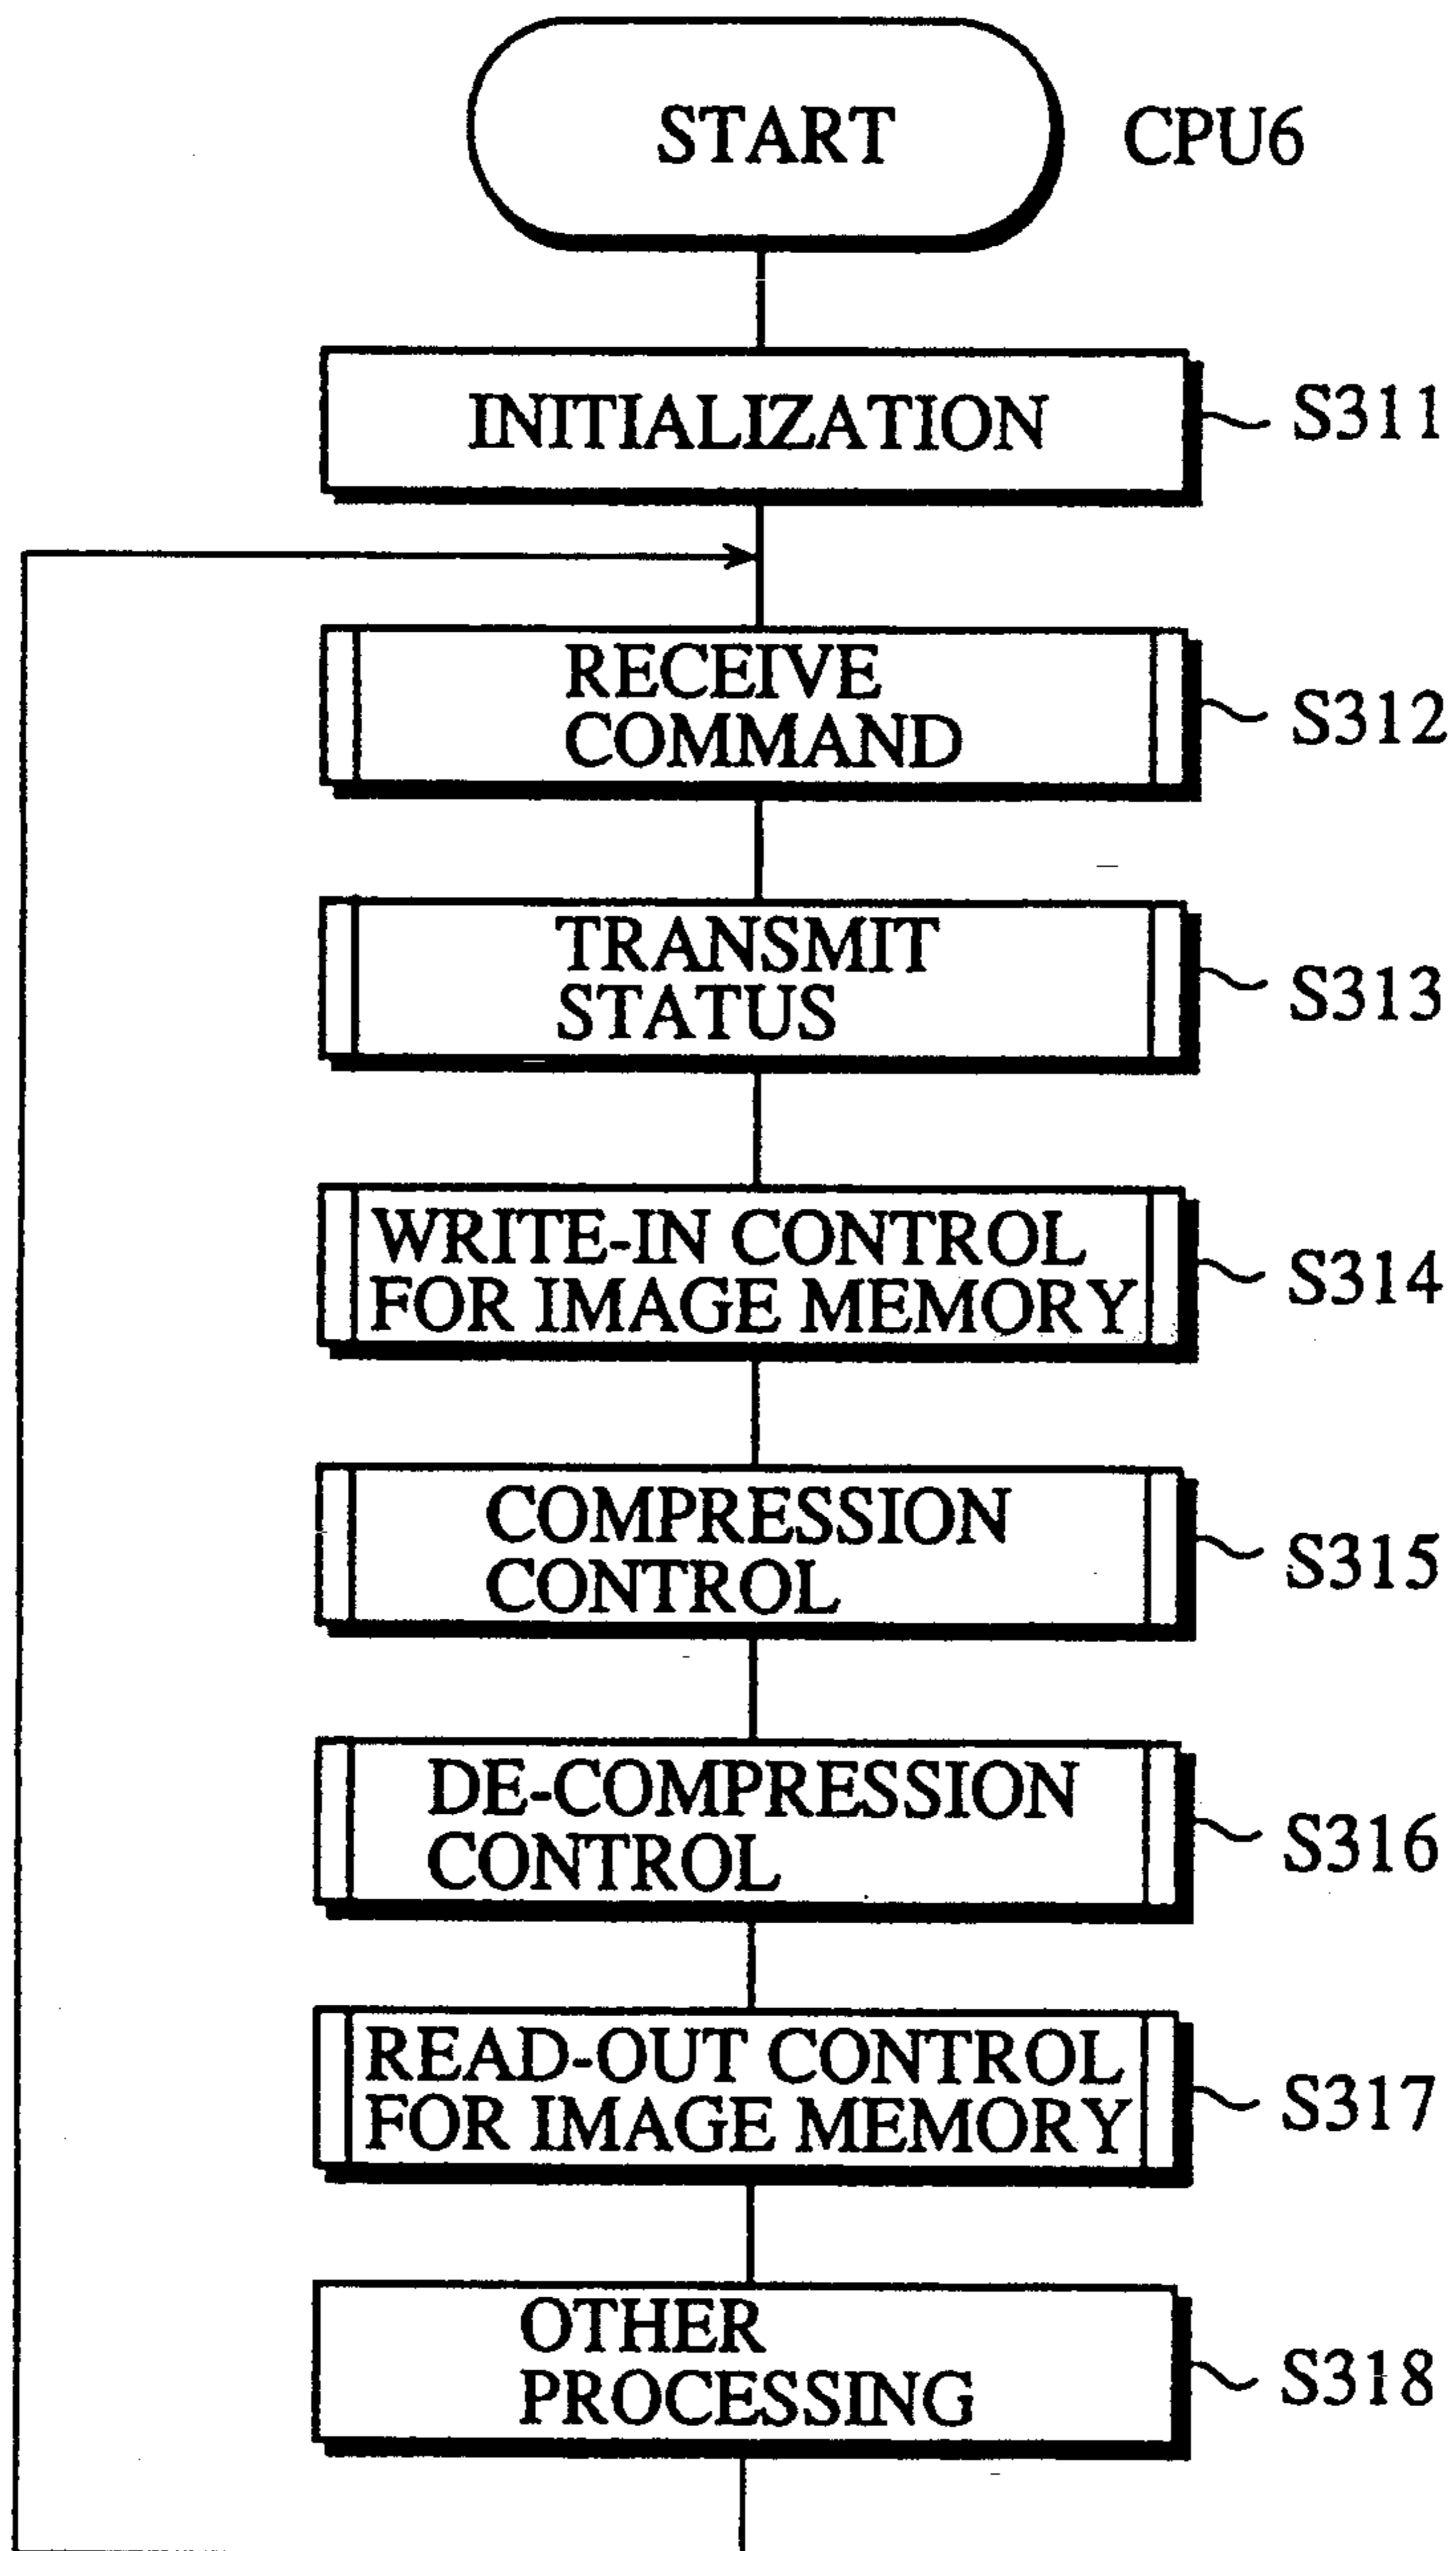 START
CPU6
INITIALIZATION
S311
RECEIVE
COMMAND
S312
TRANSMIT
STATUS
S313
WRITE-IN CONTROL
FOR IMAGE MEMORY
S314
COMPRESSION
CONTROL
S315
DE-COMPRESSION
CONTROL
S316
READ-OUT CONTROL
FOR IMAGE MEMORY
S317
OTHER
PROCESSING
S318